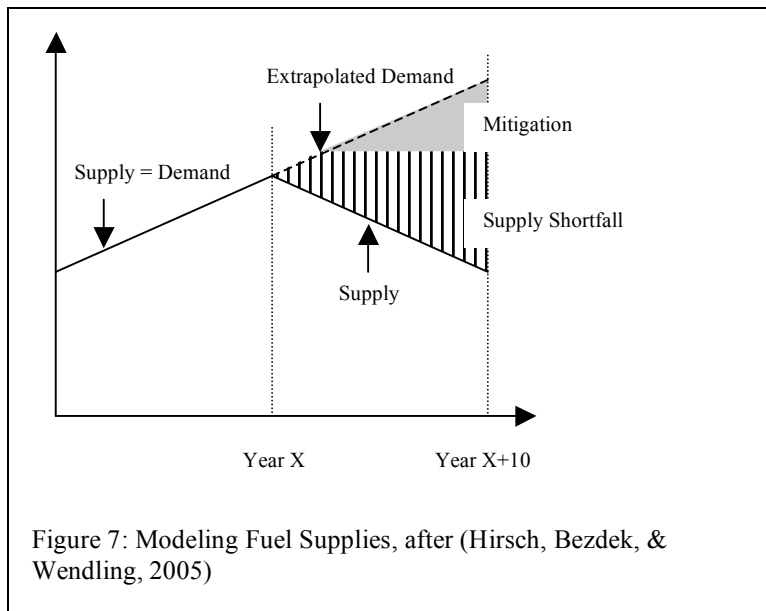 Extrapolated Demand
Mitigation
Supply = Demand
Supply Shortfall
Supply
Year X
Year X+10
Figure 7: Modeling Fuel Supplies, after (Hirsch, Bezdek, &
Wendling, 2005)